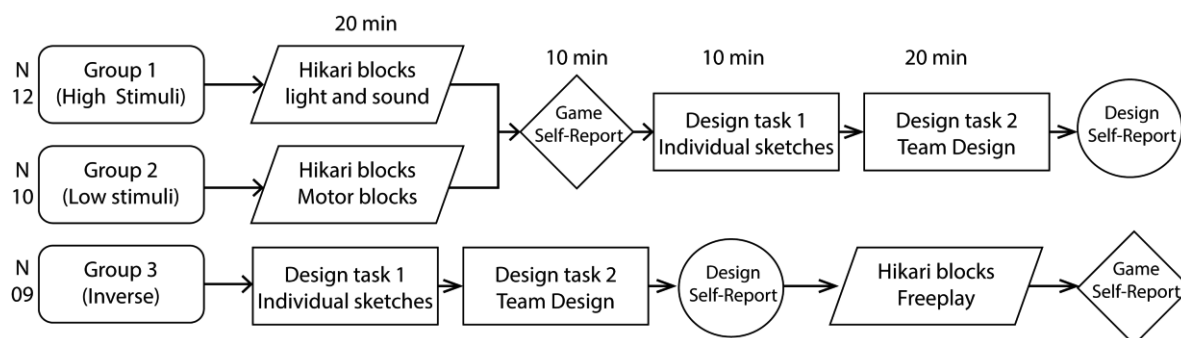 20 min
10 min
10 min
20 min
N
12
Group 1
(High Stimuli)
Hikari blocks
light and sound
Game
Self-Report
Design task 1
Individual sketches
Design task 2
Team Design
Design
Self-Report
N
10
Group 2
(Low stimuli)
Hikari blocks
Motor blocks
N
09
Group 3
(Inverse)
Design task 1
Individual sketches
Design task 2
Team Design
Design
Self-Report
Hikari blocks
Freeplay
Game
Self-Report